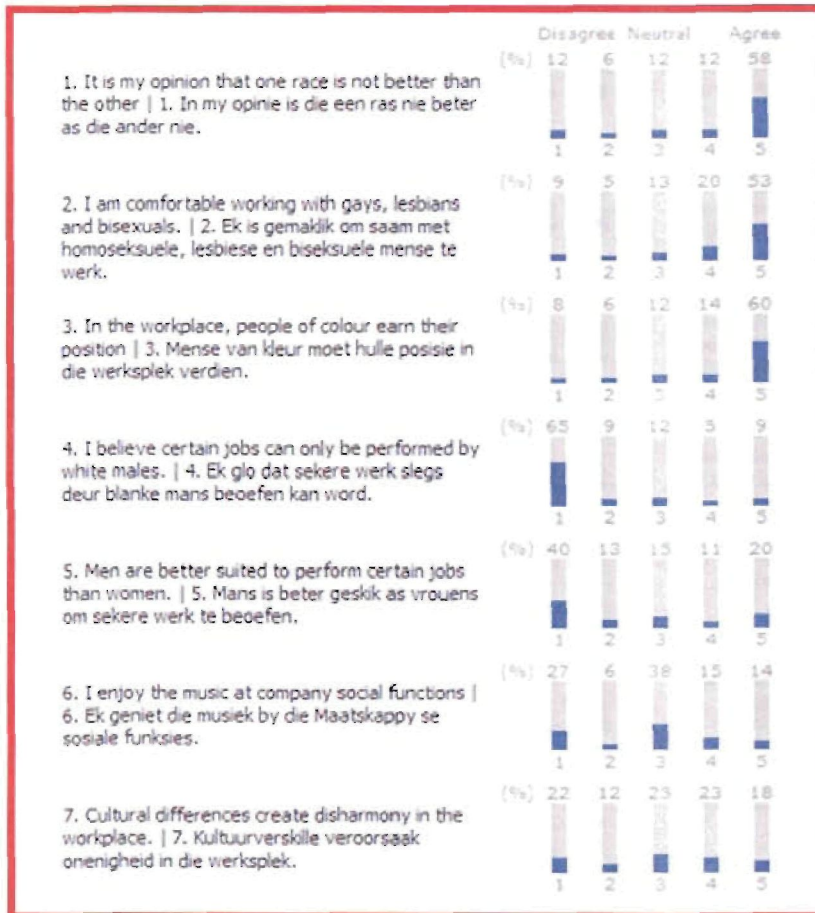 Disagree Neutral Agree
(%) 12 6 12 12 58
1. It is my opinion that one race is not better than
the other | 1. In my opinie is die een ras nie beter
as die ander nie.
1 2 3 4 5
(%) 9 5 13 20 53
2. I am comfortable working with gays, lesbians
and bisexuals. | 2. Ek is gemaklik om saam met
homoseksuele, lesbiese en biseksuele mense te
werk.
1 2 3 4 5
(%) 8 6 12 14 60
3. In the workplace, people of colour earn their
position | 3. Mense van kleur moet hulle posisie in
die werksplek verdien.
1 2 3 4 5
(%) 65 9 12 5 9
4. I believe certain jobs can only be performed by
white males. | 4. Ek glo dat sekere werk slegs
deur blanke mans beoefen kan word.
1 2 3 4 5
(%) 40 13 15 11 20
5. Men are better suited to perform certain jobs
than women. | 5. Mans is beter geskik as vrouens
om sekere werk te beoefen.
1 2 3 4 5
(%) 27 6 38 15 14
6. I enjoy the music at company social functions |
6. Ek geniet die musiek by die Maatskappy se
sosiale funksies.
1 2 3 4 5
(%) 22 12 23 23 18
7. Cultural differences create disharmony in the
workplace. | 7. Kultuurverskille veroorsaak
onenigheid in die werksplek.
1 2 3 4 5